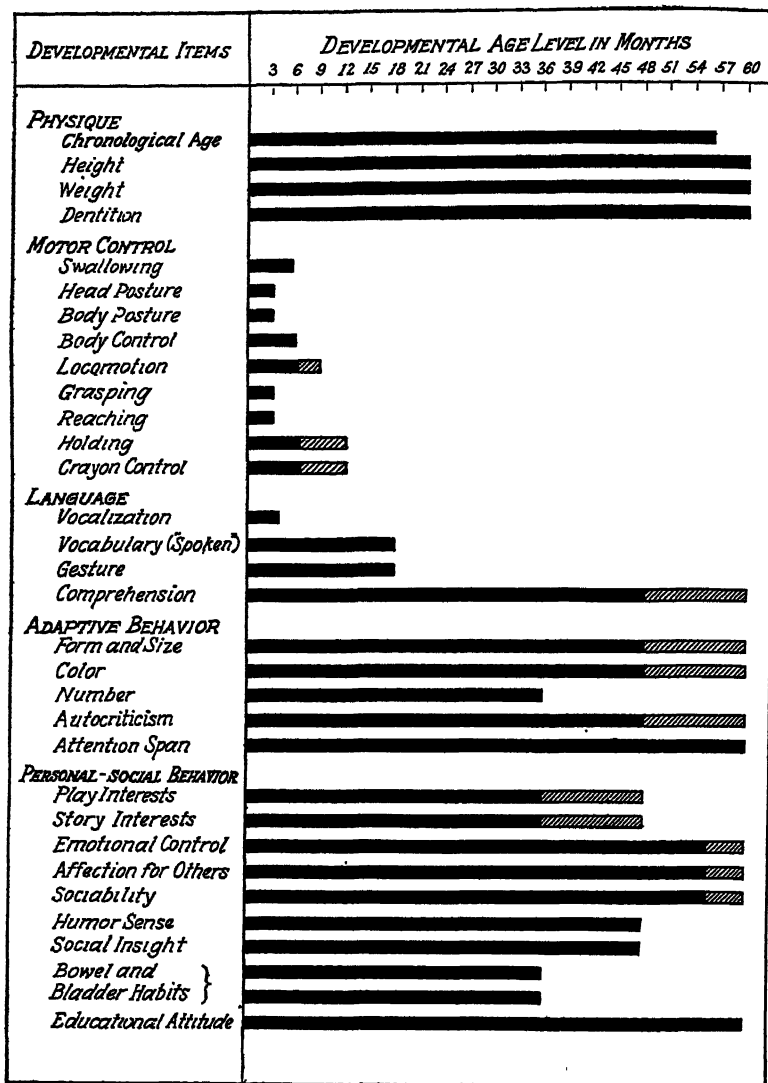 DEVELOPMENTAL ITEMS
DEVELOPMENTAL AGE LEVEL IN MONTHS
3 6 9 12 15 18 21 24 27 30 33 36 39 42 45 48 51 54 57 60
PHYSIQUE
Chronological Age
Height
Weight
Dentition
MOTOR CONTROL
Swallowing
Head Posture
Body Posture
Body Control
Locomotion
Grasping
Reaching
Holding
Crayon Control
LANGUAGE
Vocalization
Vocabulary ("Spoken")
Gesture
Comprehension
ADAPTIVE BEHAVIOR
Form and Size
Color
Number
Autocriticism
Attention Span
PERSONAL-SOCIAL BEHAVIOR
Play Interests
Story Interests
Emotional Control
Affection for Others
Sociability
Humor Sense
Social Insight
Bowel and
Bladder Habits }
Educational Attitude